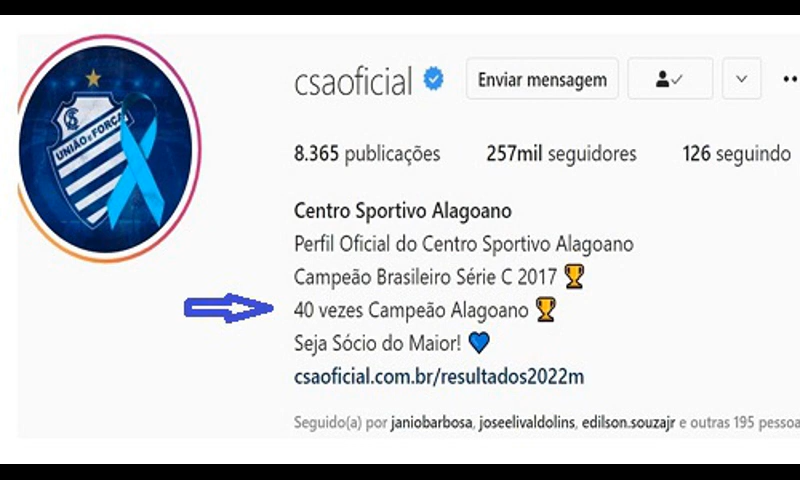 csaoficial Enviar mensagem
8.365 publicações 257mil seguidores 126 seguindo
Centro Sportivo Alagoano
Perfil Oficial do Centro Sportivo Alagoano
Campeão Brasileiro Série C 2017 🏆
40 vezes Campeão Alagoano 🏆
Seja Sócio do Maior! 💙
csaoficial.com.br/resultados2022m
Seguido(a) por janiobarbosa, joseelivaldolins, edilson.souzajr e outras 195 pessoa
UNIÃO e FORÇA